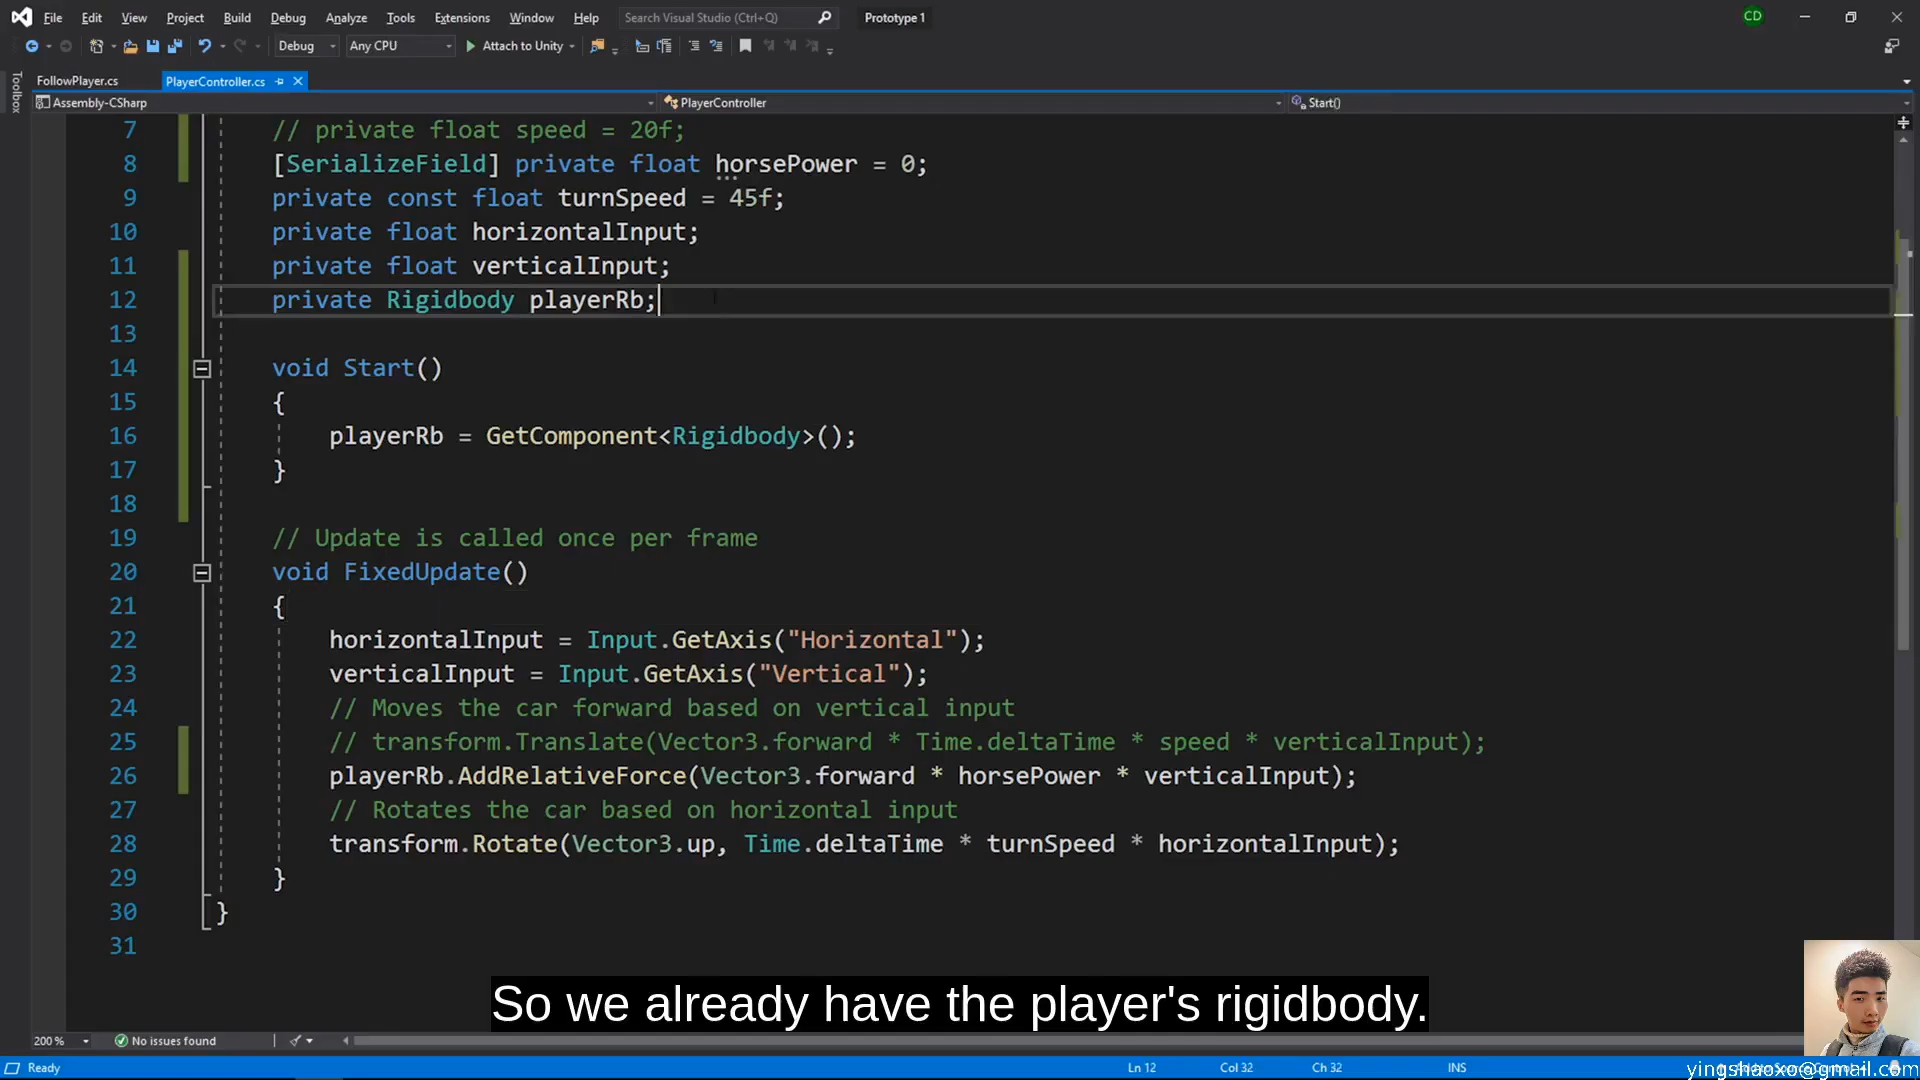 File Edit View Project Build Debug Analyze Tools Extensions Window Help Search Visual Studio (Ctrl+Q) Prototype 1 CD
Debug Any CPU Attach to Unity
Toolbox
FollowPlayer.cs PlayerController.cs
Assembly-CSharp PlayerController Start()
7 // private float speed = 20f;
8 [SerializeField] private float horsePower = 0;
9 private const float turnSpeed = 45f;
10 private float horizontalInput;
11 private float verticalInput;
12 private Rigidbody playerRb;
13
14 void Start()
15 {
16 playerRb = GetComponent<Rigidbody>();
17 }
18
19 // Update is called once per frame
20 void FixedUpdate()
21 {
22 horizontalInput = Input.GetAxis("Horizontal");
23 verticalInput = Input.GetAxis("Vertical");
24 // Moves the car forward based on vertical input
25 // transform.Translate(Vector3.forward * Time.deltaTime * speed * verticalInput);
26 playerRb.AddRelativeForce(Vector3.forward * horsePower * verticalInput);
27 // Rotates the car based on horizontal input
28 transform.Rotate(Vector3.up, Time.deltaTime * turnSpeed * horizontalInput);
29 }
30 }
31
So we already have the player's rigidbody.
200 % No issues found
Ready Ln 12 Col 32 Ch 32 INS
yingshaoxo@gmail.com